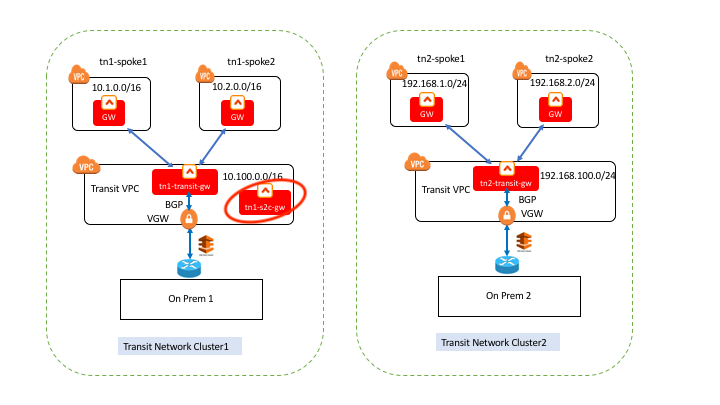 tn1-spoke1
tn1-spoke2
VPC
10.1.0.0/16
GW
VPC
10.2.0.0/16
GW
VPC
Transit VPC
tn1-transit-gw
10.100.0.0/16
tn1-s2c-gw
BGP
VGW
On Prem 1
Transit Network Cluster1
tn2-spoke1
tn2-spoke2
VPC
192.168.1.0/24
GW
VPC
192.168.2.0/24
GW
VPC
Transit VPC
tn2-transit-gw
192.168.100.0/24
BGP
VGW
On Prem 2
Transit Network Cluster2